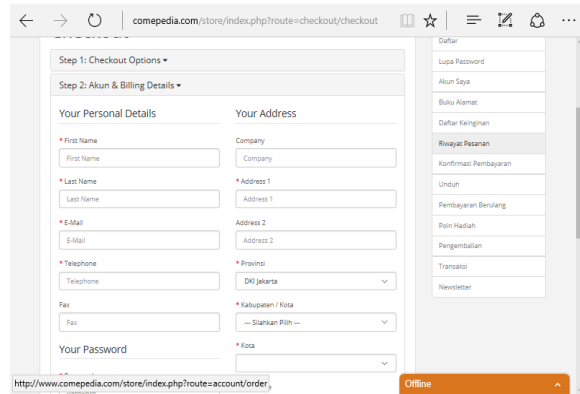 comepedia.com/store/index.php?route=checkout/checkout
Step 1: Checkout Options
Step 2: Akun & Billing Details
Your Personal Details
* First Name
First Name
* Last Name
Last Name
* E-Mail
E-Mail
* Telephone
Telephone
Fax
Fax
Your Password
Your Address
Company
Company
* Address 1
Address 1
Address 2
Address 2
* Provinsi
DKI Jakarta
* Kabupaten / Kota
--- Silahkan Pilih ---
* Kota
Daftar
Lupa Password
Akun Saya
Buku Alamat
Daftar Keinginan
Riwayat Pesanan
Konfirmasi Pembayaran
Unduh
Pembayaran Berulang
Poin Hadiah
Pengembalian
Transaksi
Newsletter
http://www.comepedia.com/store/index.php?route=account/order
Offline